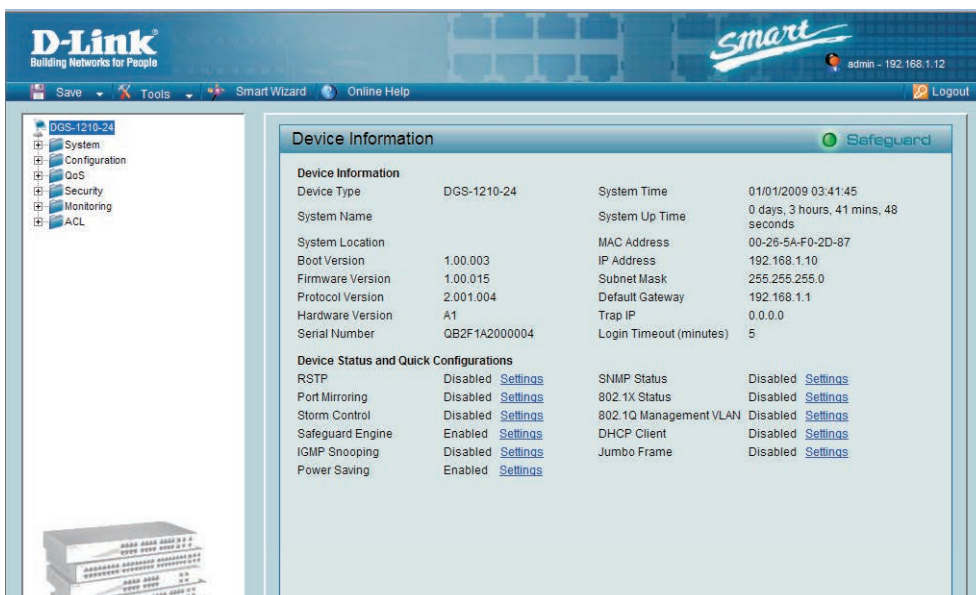 D-Link
Building Networks for People
smart
admin - 192.168.1.12
Save Tools Smart Wizard Online Help Logout
DGS-1210-24
System
Configuration
QoS
Security
Monitoring
ACL
Device Information Safeguard
Device Information
Device Type DGS-1210-24 System Time 01/01/2009 03:41:45
System Name System Up Time 0 days, 3 hours, 41 mins, 48 seconds
System Location MAC Address 00-26-5A-F0-2D-87
Boot Version 1.00.003 IP Address 192.168.1.10
Firmware Version 1.00.015 Subnet Mask 255.255.255.0
Protocol Version 2.001.004 Default Gateway 192.168.1.1
Hardware Version A1 Trap IP 0.0.0.0
Serial Number QB2F1A2000004 Login Timeout (minutes) 5
Device Status and Quick Configurations
RSTP Disabled Settings SNMP Status Disabled Settings
Port Mirroring Disabled Settings 802.1X Status Disabled Settings
Storm Control Disabled Settings 802.1Q Management VLAN Disabled Settings
Safeguard Engine Enabled Settings DHCP Client Disabled Settings
IGMP Snooping Disabled Settings Jumbo Frame Disabled Settings
Power Saving Enabled Settings